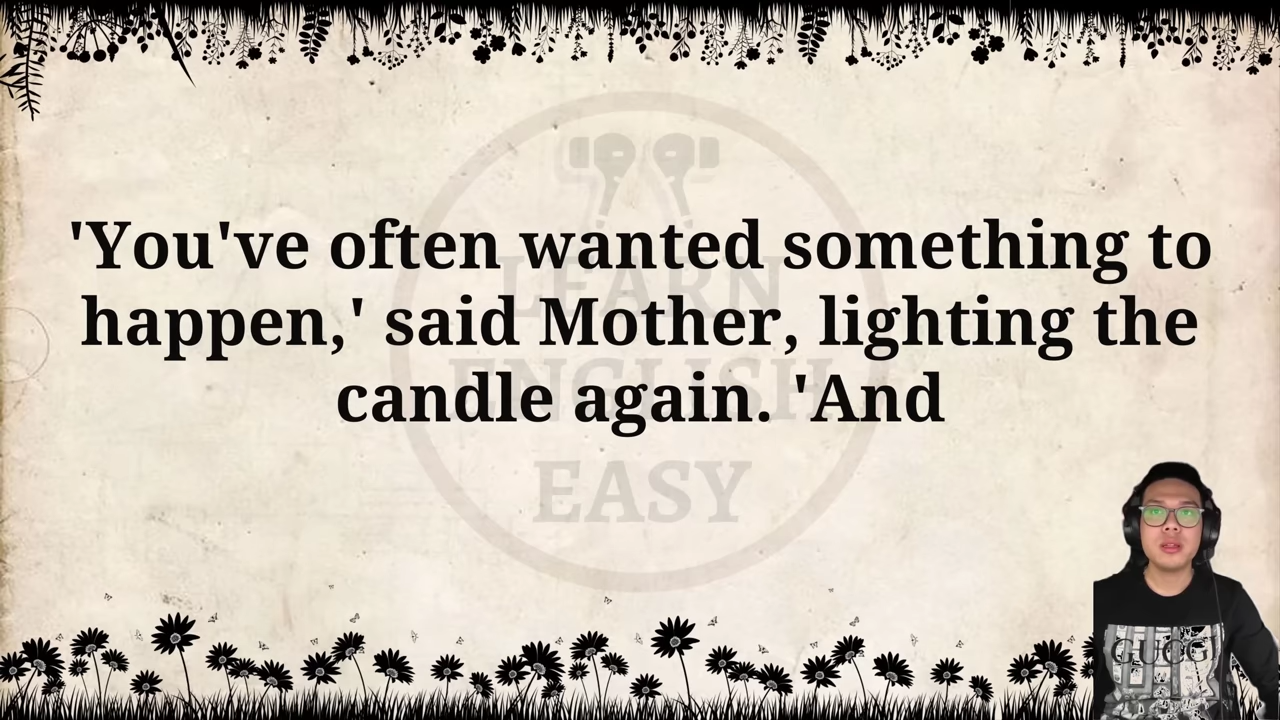 'You've often wanted something to
happen,' said Mother, lighting the
candle again. 'And
LEARN
ENGLISH
EASY
GUCCI